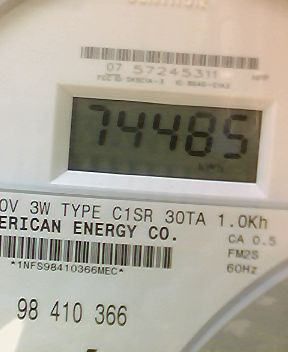 07 57245311
74485
0V 3W TYPE C1SR 30TA 1.0Kh
ERICAN ENERGY CO.
CA 0.5
FM2S
60Hz
*1NFS98410366MEC*
98 410 366